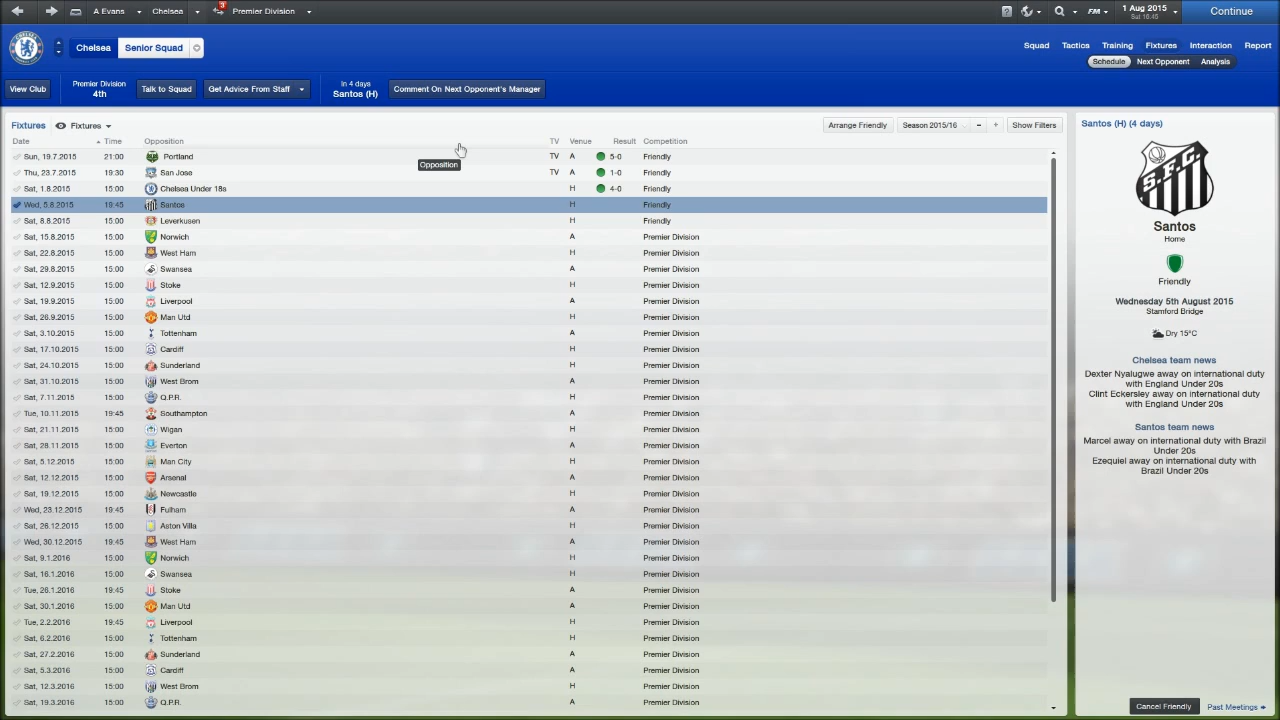 A Evans
Chelsea
3
Premier Division
FM
1 Aug 2015
Sat 16.45
Continue
Chelsea
Senior Squad
Squad
Tactics
Training
Fixtures
Interaction
Report
Schedule
Next Opponent
Analysis
View Club
Premier Division
4th
Talk to Squad
Get Advice From Staff
In 4 days
Santos (H)
Comment On Next Opponent's Manager
Fixtures
Fixtures
Arrange Friendly
Season 2015/16
Show Filters
Date Time Opposition TV Venue Result Competition
Opposition
Sun, 19.7.2015 21:00 Portland TV A 5-0 Friendly
Thu, 23.7.2015 19:30 San Jose TV A 1-0 Friendly
Sat, 1.8.2015 15:00 Chelsea Under 18s H 4-0 Friendly
Wed, 5.8.2015 19:45 Santos H Friendly
Sat, 8.8.2015 15:00 Leverkusen H Friendly
Sat, 15.8.2015 15:00 Norwich A Premier Division
Sat, 22.8.2015 15:00 West Ham H Premier Division
Sat, 29.8.2015 15:00 Swansea A Premier Division
Sat, 12.9.2015 15:00 Stoke H Premier Division
Sat, 19.9.2015 15:00 Liverpool A Premier Division
Sat, 26.9.2015 15:00 Man Utd H Premier Division
Sat, 3.10.2015 15:00 Tottenham A Premier Division
Sat, 17.10.2015 15:00 Cardiff H Premier Division
Sat, 24.10.2015 15:00 Sunderland H Premier Division
Sat, 31.10.2015 15:00 West Brom A Premier Division
Sat, 7.11.2015 15:00 Q.P.R. H Premier Division
Tue, 10.11.2015 19:45 Southampton A Premier Division
Sat, 21.11.2015 15:00 Wigan H Premier Division
Sat, 28.11.2015 15:00 Everton A Premier Division
Sat, 5.12.2015 15:00 Man City H Premier Division
Sat, 12.12.2015 15:00 Arsenal A Premier Division
Sat, 19.12.2015 15:00 Newcastle H Premier Division
Wed, 23.12.2015 19:45 Fulham A Premier Division
Sat, 26.12.2015 15:00 Aston Villa H Premier Division
Wed, 30.12.2015 19:45 West Ham A Premier Division
Sat, 9.1.2016 15:00 Norwich H Premier Division
Sat, 16.1.2016 15:00 Swansea H Premier Division
Tue, 26.1.2016 19:45 Stoke A Premier Division
Sat, 30.1.2016 15:00 Man Utd A Premier Division
Tue, 2.2.2016 19:45 Liverpool H Premier Division
Sat, 6.2.2016 15:00 Tottenham H Premier Division
Sat, 27.2.2016 15:00 Sunderland A Premier Division
Sat, 5.3.2016 15:00 Cardiff A Premier Division
Sat, 12.3.2016 15:00 West Brom H Premier Division
Sat, 19.3.2016 15:00 Q.P.R. A Premier Division
Santos (H) (4 days)
S.F.C.
Santos
Home
Friendly
Wednesday 5th August 2015
Stamford Bridge
Dry 15°C
Chelsea team news
Dexter Nyalugwe away on international duty
with England Under 20s
Clint Eckersley away on international duty
with England Under 20s
Santos team news
Marcel away on international duty with Brazil
Under 20s
Ezequiel away on international duty with
Brazil Under 20s
Cancel Friendly
Past Meetings